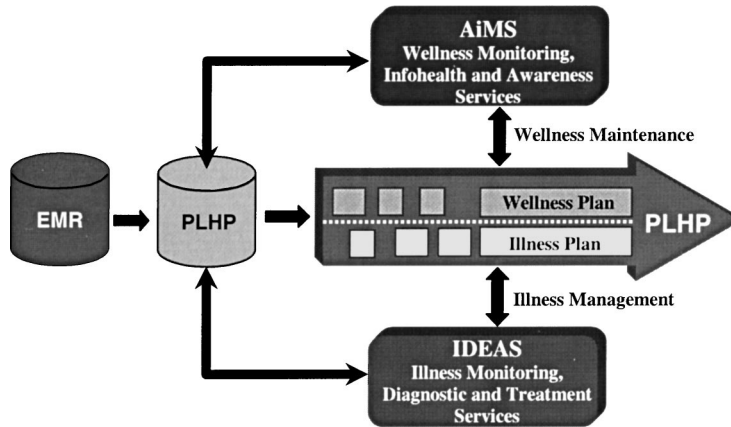 AiMS
Wellness Monitoring,
Infohealth and Awareness
Services
Wellness Maintenance
EMR
PLHP
Wellness Plan
Illness Plan
PLHP
Illness Management
IDEAS
Illness Monitoring,
Diagnostic and Treatment
Services